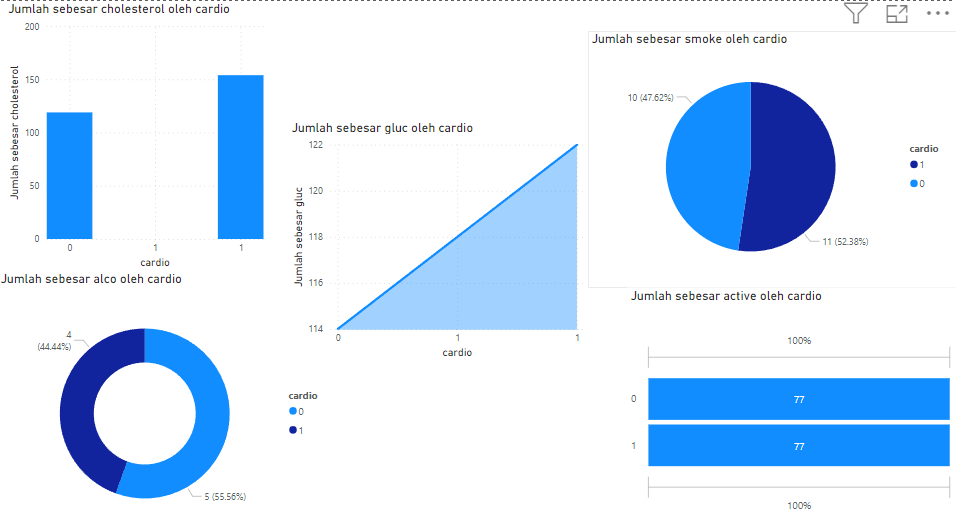 Jumlah sebesar cholesterol oleh cardio
200
150
100
50
0
Jumlah sebesar cholesterol
0
1
1
cardio
Jumlah sebesar gluc oleh cardio
122
120
118
116
114
Jumlah sebesar gluc
0
1
1
cardio
Jumlah sebesar smoke oleh cardio
10 (47.62%)
11 (52.38%)
cardio
1
0
Jumlah sebesar alco oleh cardio
4
(44.44%)
5 (55.56%)
cardio
0
1
Jumlah sebesar active oleh cardio
100%
0
77
1
77
100%